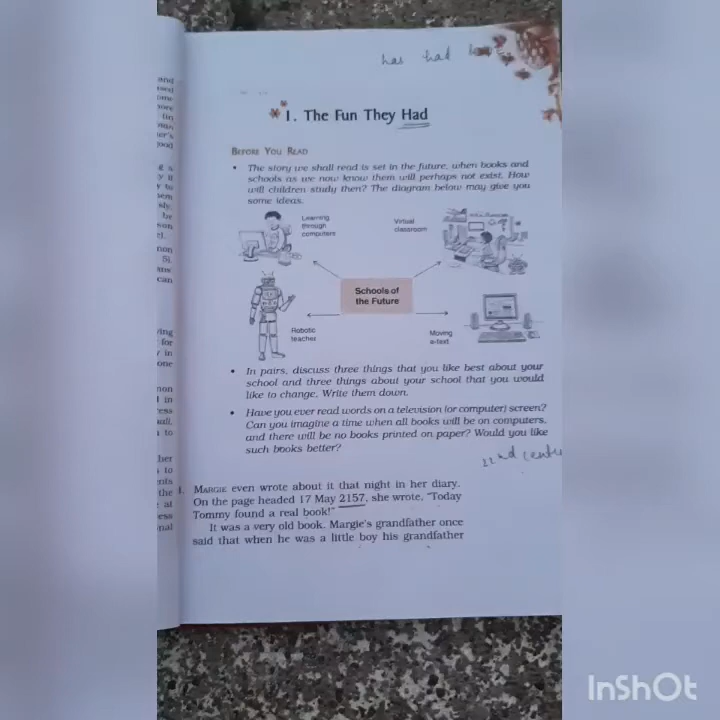 has had
1. The Fun They Had
BEFORE YOU READ
• The story we shall read is set in the future, when books and
schools as we now know them will perhaps not exist. How
will children study then? The diagram below may give you
some ideas.
Learning
through
computers
Virtual
classroom
Schools of
the Future
Robotic
teacher
Moving
e-text
• In pairs, discuss three things that you like best about your
school and three things about your school that you would
like to change. Write them down.
• Have you ever read words on a television (or computer) screen?
Can you imagine a time when all books will be on computers,
and there will be no books printed on paper? Would you like
such books better?
22nd
1. MARGIE even wrote about it that night in her diary.
On the page headed 17 May 2157, she wrote, "Today
Tommy found a real book!"
It was a very old book. Margie's grandfather once
said that when he was a little boy his grandfather
InShOt